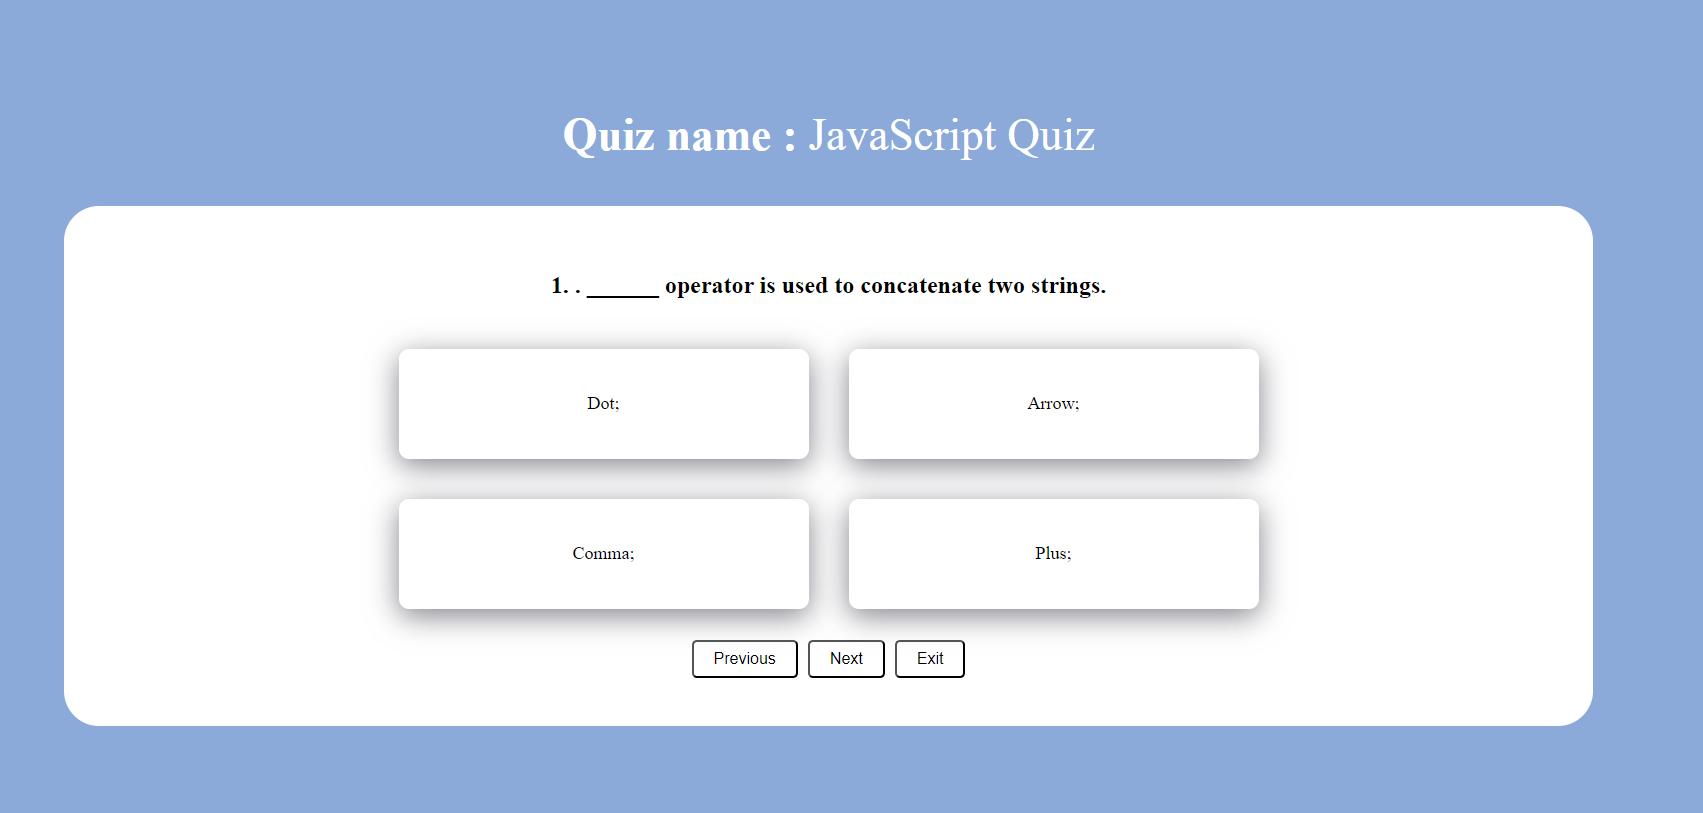 Quiz name : JavaScript Quiz
1. . ______ operator is used to concatenate two strings.
Dot;
Arrow;
Comma;
Plus;
Previous
Next
Exit